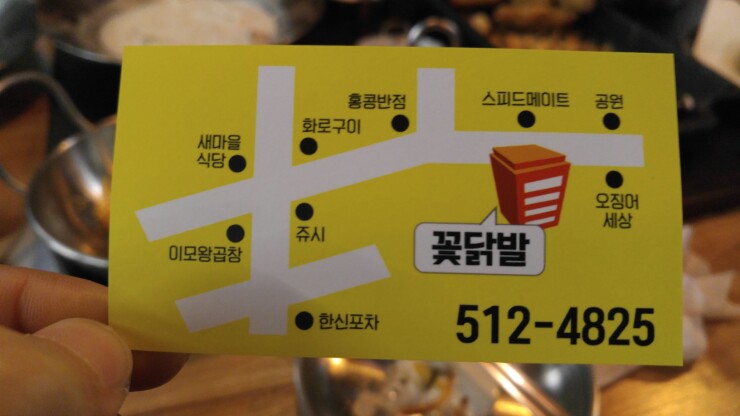 홍콩반점
스피드메이트
공원
화로구이
새마을
식당
오징어
세상
쥬시
이모왕곱창
꽃닭발
한신포차
512-4825